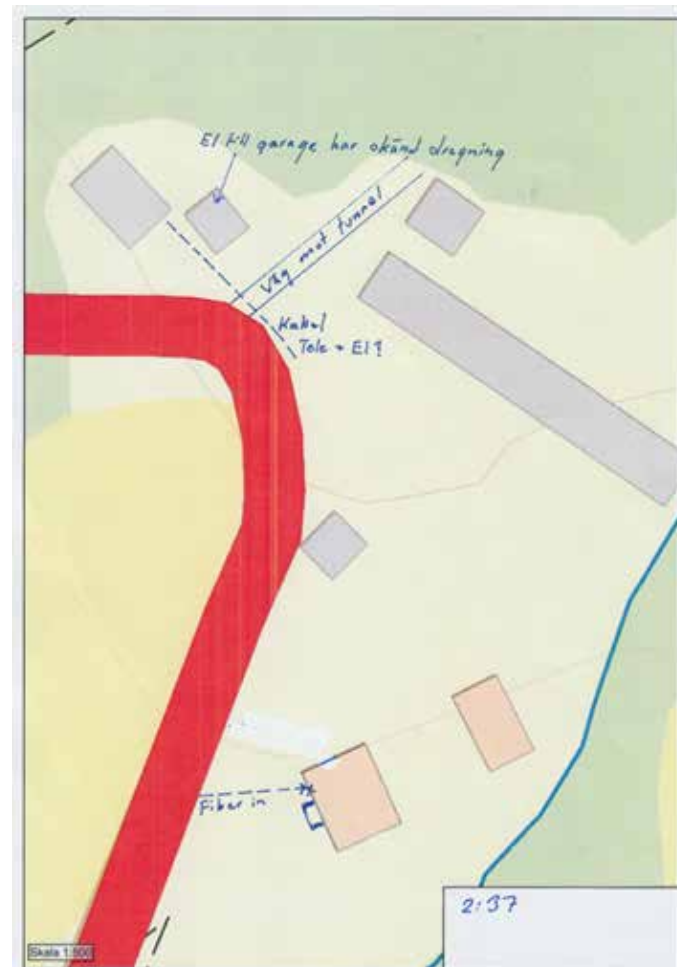 El till garage har okänd dragning
Väg mot tunnel
Kabel
Tele + El?
Fiber in
2:37
Skala 1:500